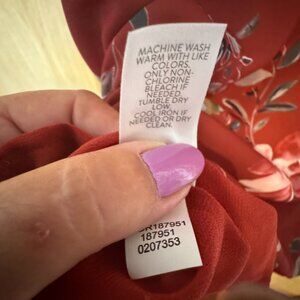 MACHINE WASH
WARM WITH LIKE
COLORS.
ONLY NON-
CHLORINE
BLEACH IF
NEEDED.
TUMBLE DRY
LOW.
COOL IRON IF
NEEDED OR DRY
CLEAN.
187951
0207353